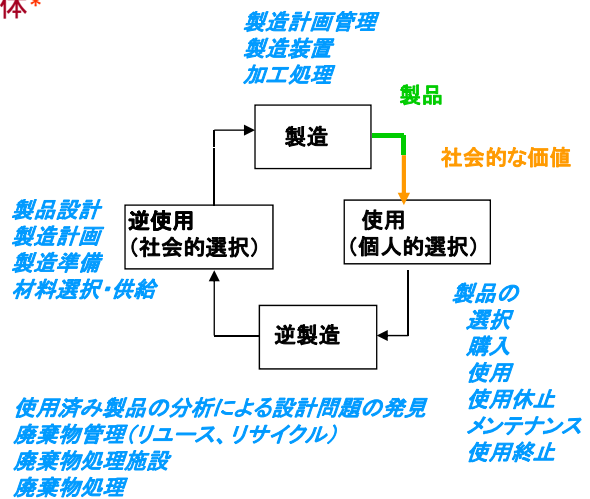 体*
製造計画管理
製造装置
加工処理
製品
製造
社会的な価値
製品設計
製造計画
製造準備
材料選択・供給
逆使用
(社会的選択)
使用
(個人的選択)
逆製造
製品の
選択
購入
使用
使用休止
メンテナンス
使用終止
使用済み製品の分析による設計問題の発見
廃棄物管理(リユース、リサイクル)
廃棄物処理施設
廃棄物処理